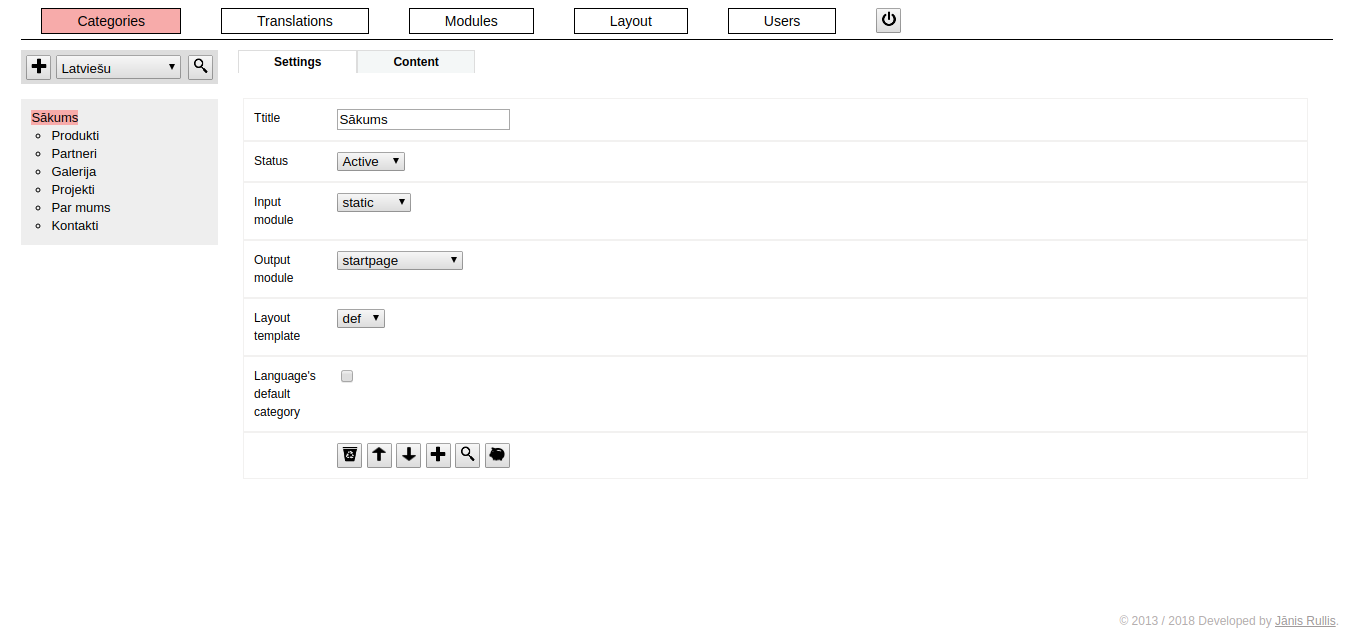 Categories Translations Modules Layout Users
Latviešu
Settings Content
Sākums
Produkti
Partneri
Galerija
Projekti
Par mums
Kontakti
Ttitle Sākums
Status Active
Input
module
static
Output
module
startpage
Layout
template
def
Language's
default
category
© 2013 / 2018 Developed by Jānis Rullis.